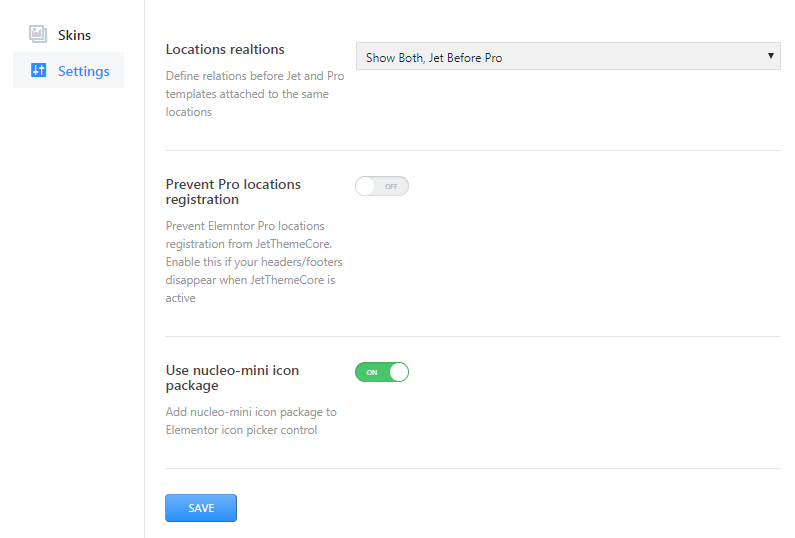 Skins
Settings
Locations realtions
Define relations before Jet and Pro
templates attached to the same
locations
Show Both, Jet Before Pro
Prevent Pro locations
registration
Prevent Elemntor Pro locations
registration from JetThemeCore.
Enable this if your headers/footers
disappear when JetThemeCore is
active
OFF
Use nucleo-mini icon
package
Add nucleo-mini icon package to
Elementor icon picker control
ON
SAVE